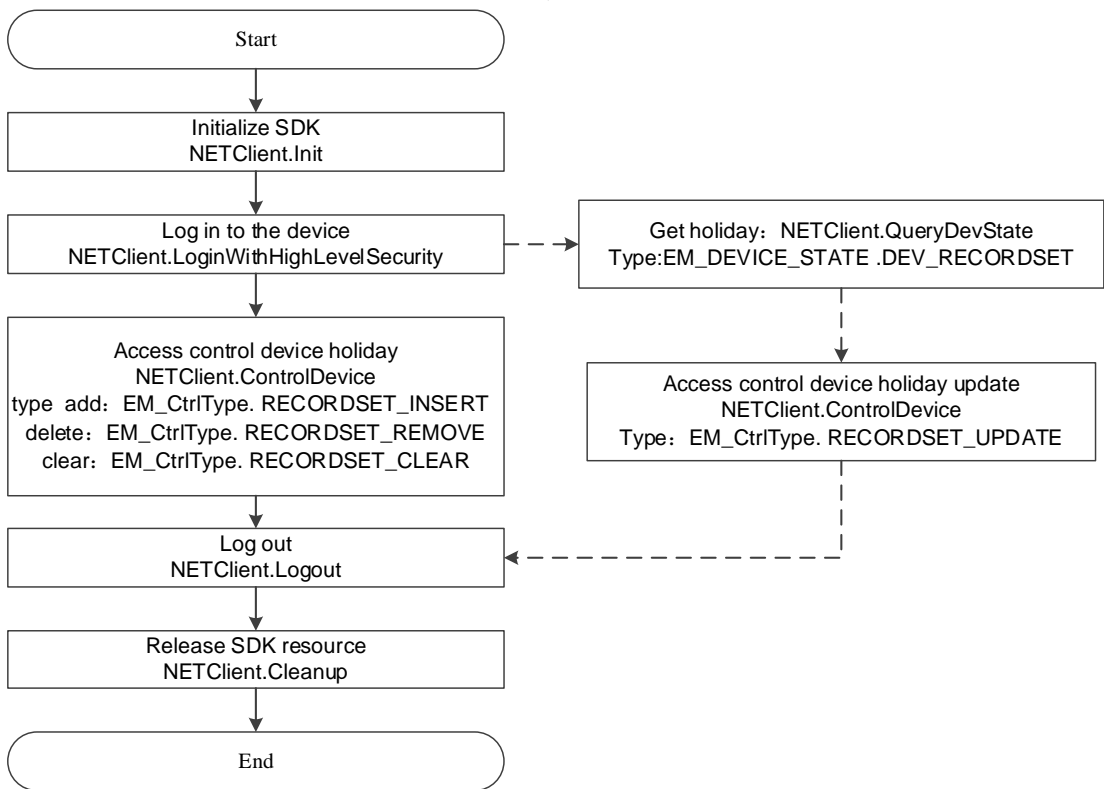 Start
Initialize SDK
NETClient.Init
Log in to the device
NETClient.LoginWithHighLevelSecurity
Get holiday：NETClient.QueryDevState
Type:EM_DEVICE_STATE .DEV_RECORDSET
Access control device holiday
NETClient.ControlDevice
type add：EM_CtrlType. RECORDSET_INSERT
delete：EM_CtrlType. RECORDSET_REMOVE
clear：EM_CtrlType. RECORDSET_CLEAR
Access control device holiday update
NETClient.ControlDevice
Type：EM_CtrlType. RECORDSET_UPDATE
Log out
NETClient.Logout
Release SDK resource
NETClient.Cleanup
End